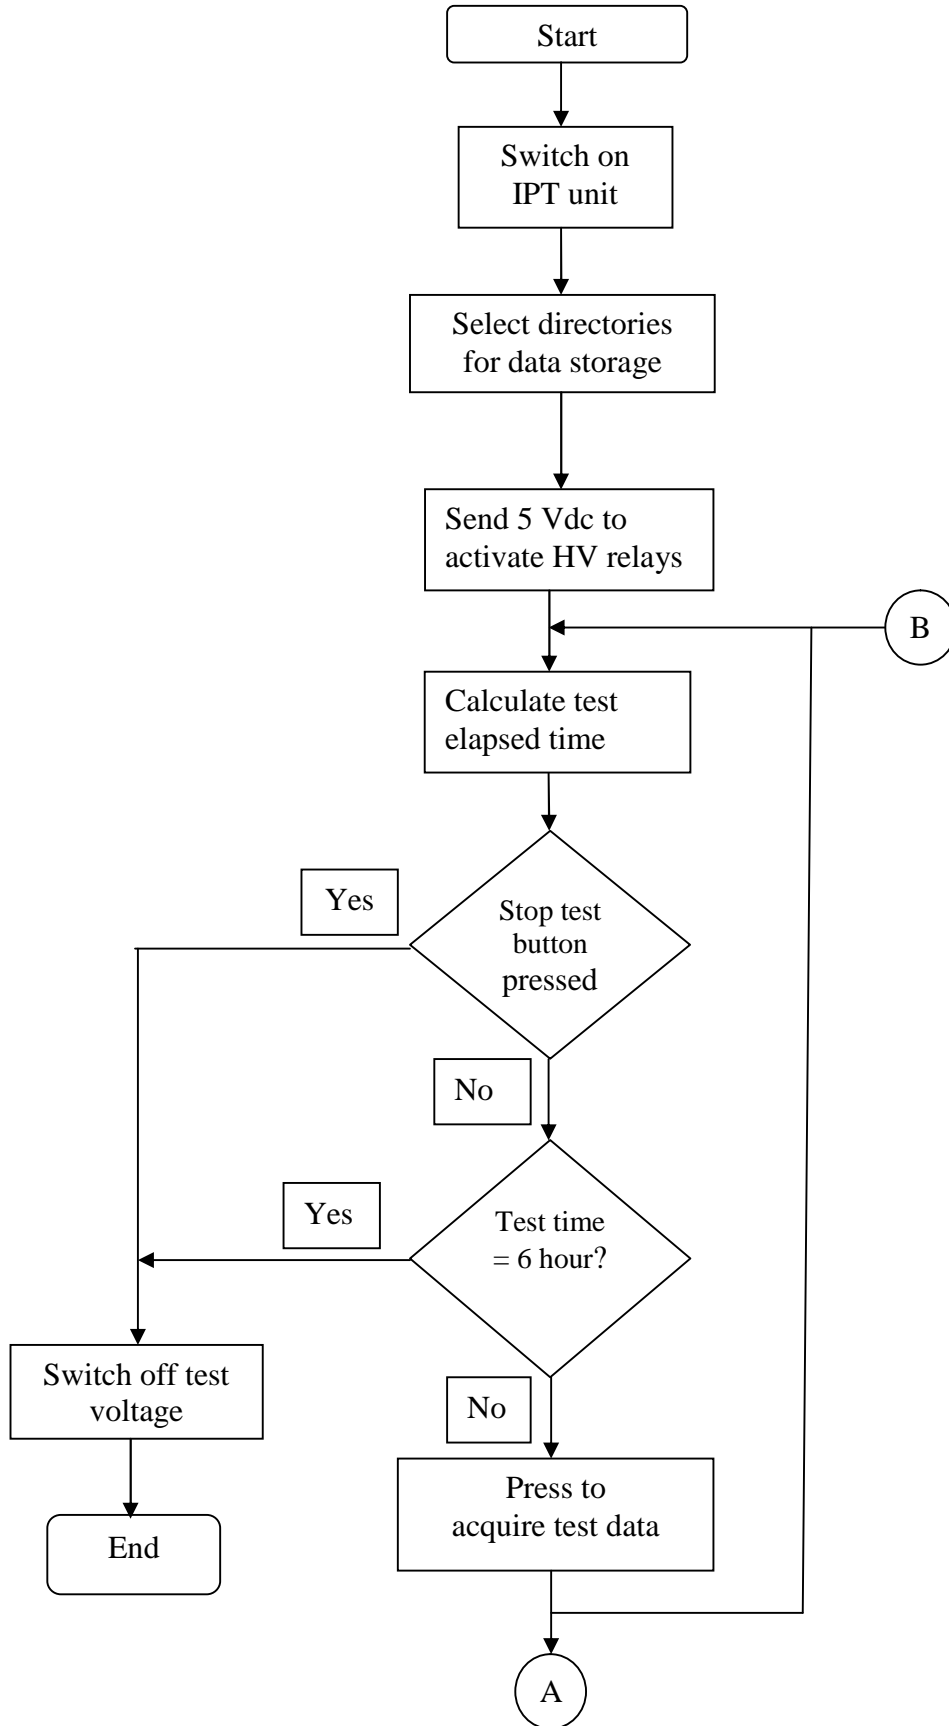 Start
Switch on
IPT unit
Select directories
for data storage
Send 5 Vdc to
activate HV relays
B
Calculate test
elapsed time
Yes
Stop test
button
pressed
No
Yes
Test time
= 6 hour?
Switch off test
voltage
No
Press to
acquire test data
End
A